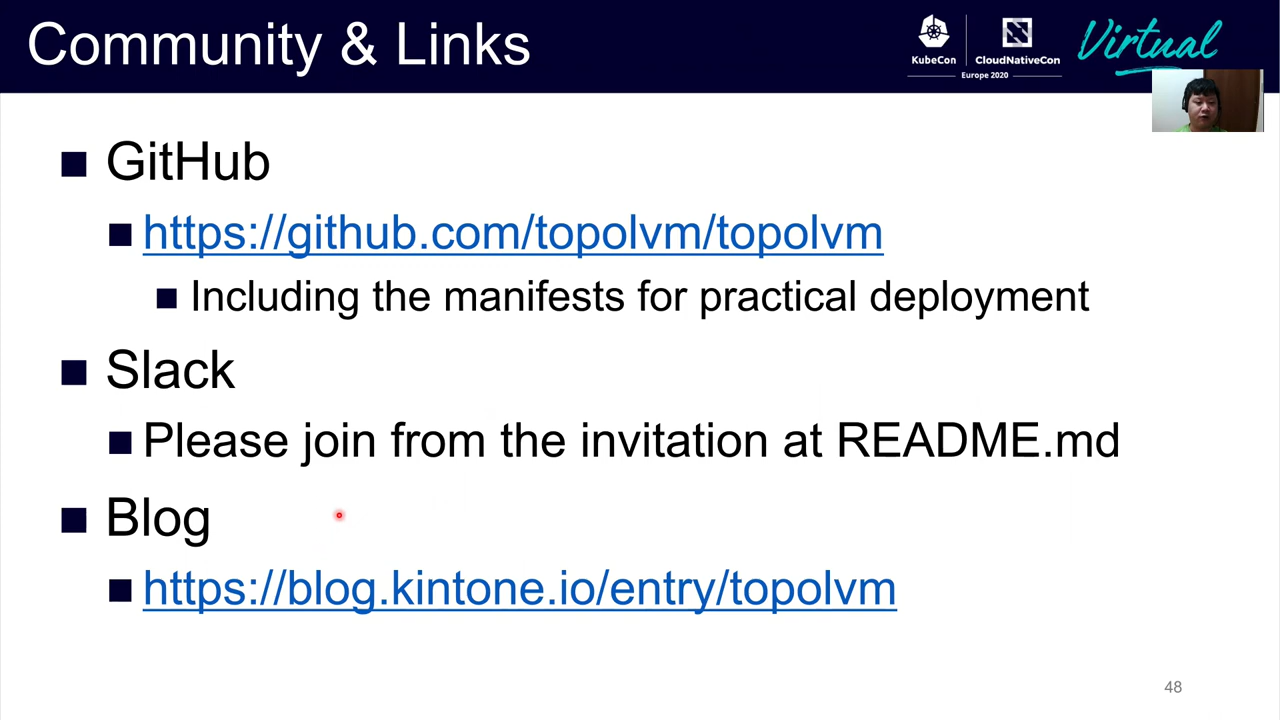 Community & Links
KubeCon
CloudNativeCon
Europe 2020
Virtual
GitHub
https://github.com/topolvm/topolvm
Including the manifests for practical deployment
Slack
Please join from the invitation at README.md
Blog
https://blog.kintone.io/entry/topolvm
48